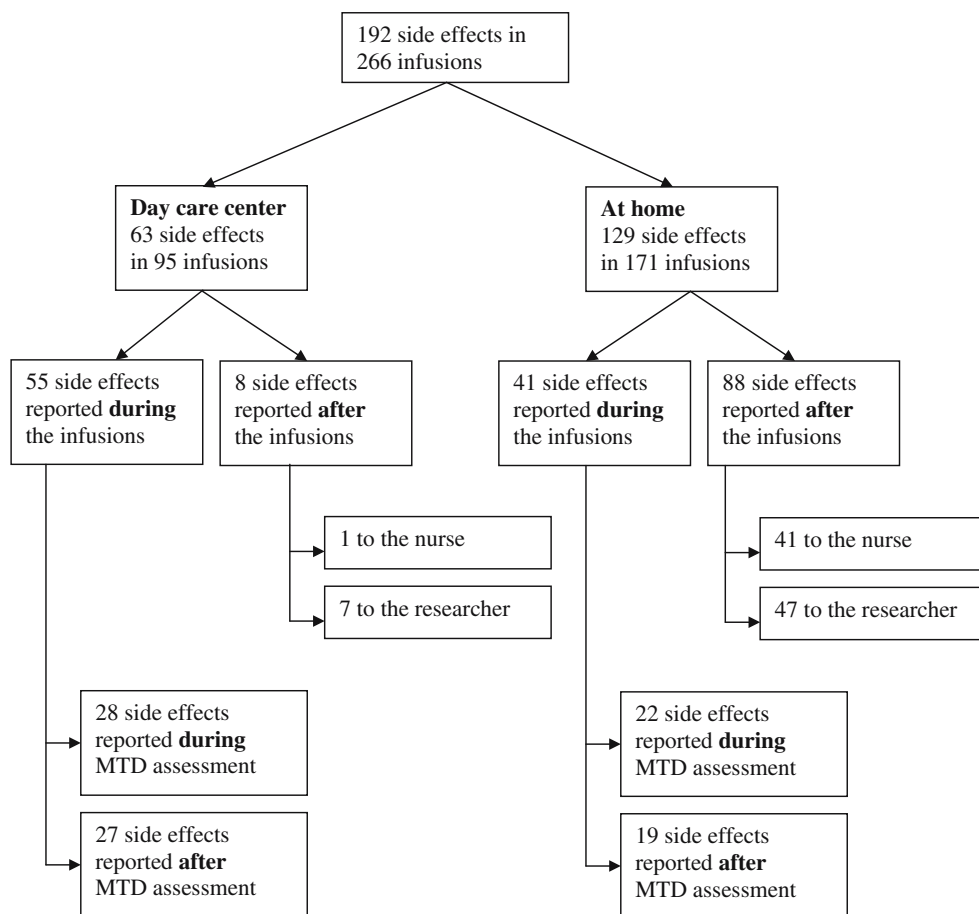 192 side effects in
266 infusions
Day care center
63 side effects
in 95 infusions
At home
129 side effects
in 171 infusions
55 side effects
reported during
the infusions
8 side effects
reported after
the infusions
41 side effects
reported during
the infusions
88 side effects
reported after
the infusions
1 to the nurse
7 to the researcher
41 to the nurse
47 to the researcher
28 side effects
reported during
MTD assessment
27 side effects
reported after
MTD assessment
22 side effects
reported during
MTD assessment
19 side effects
reported after
MTD assessment